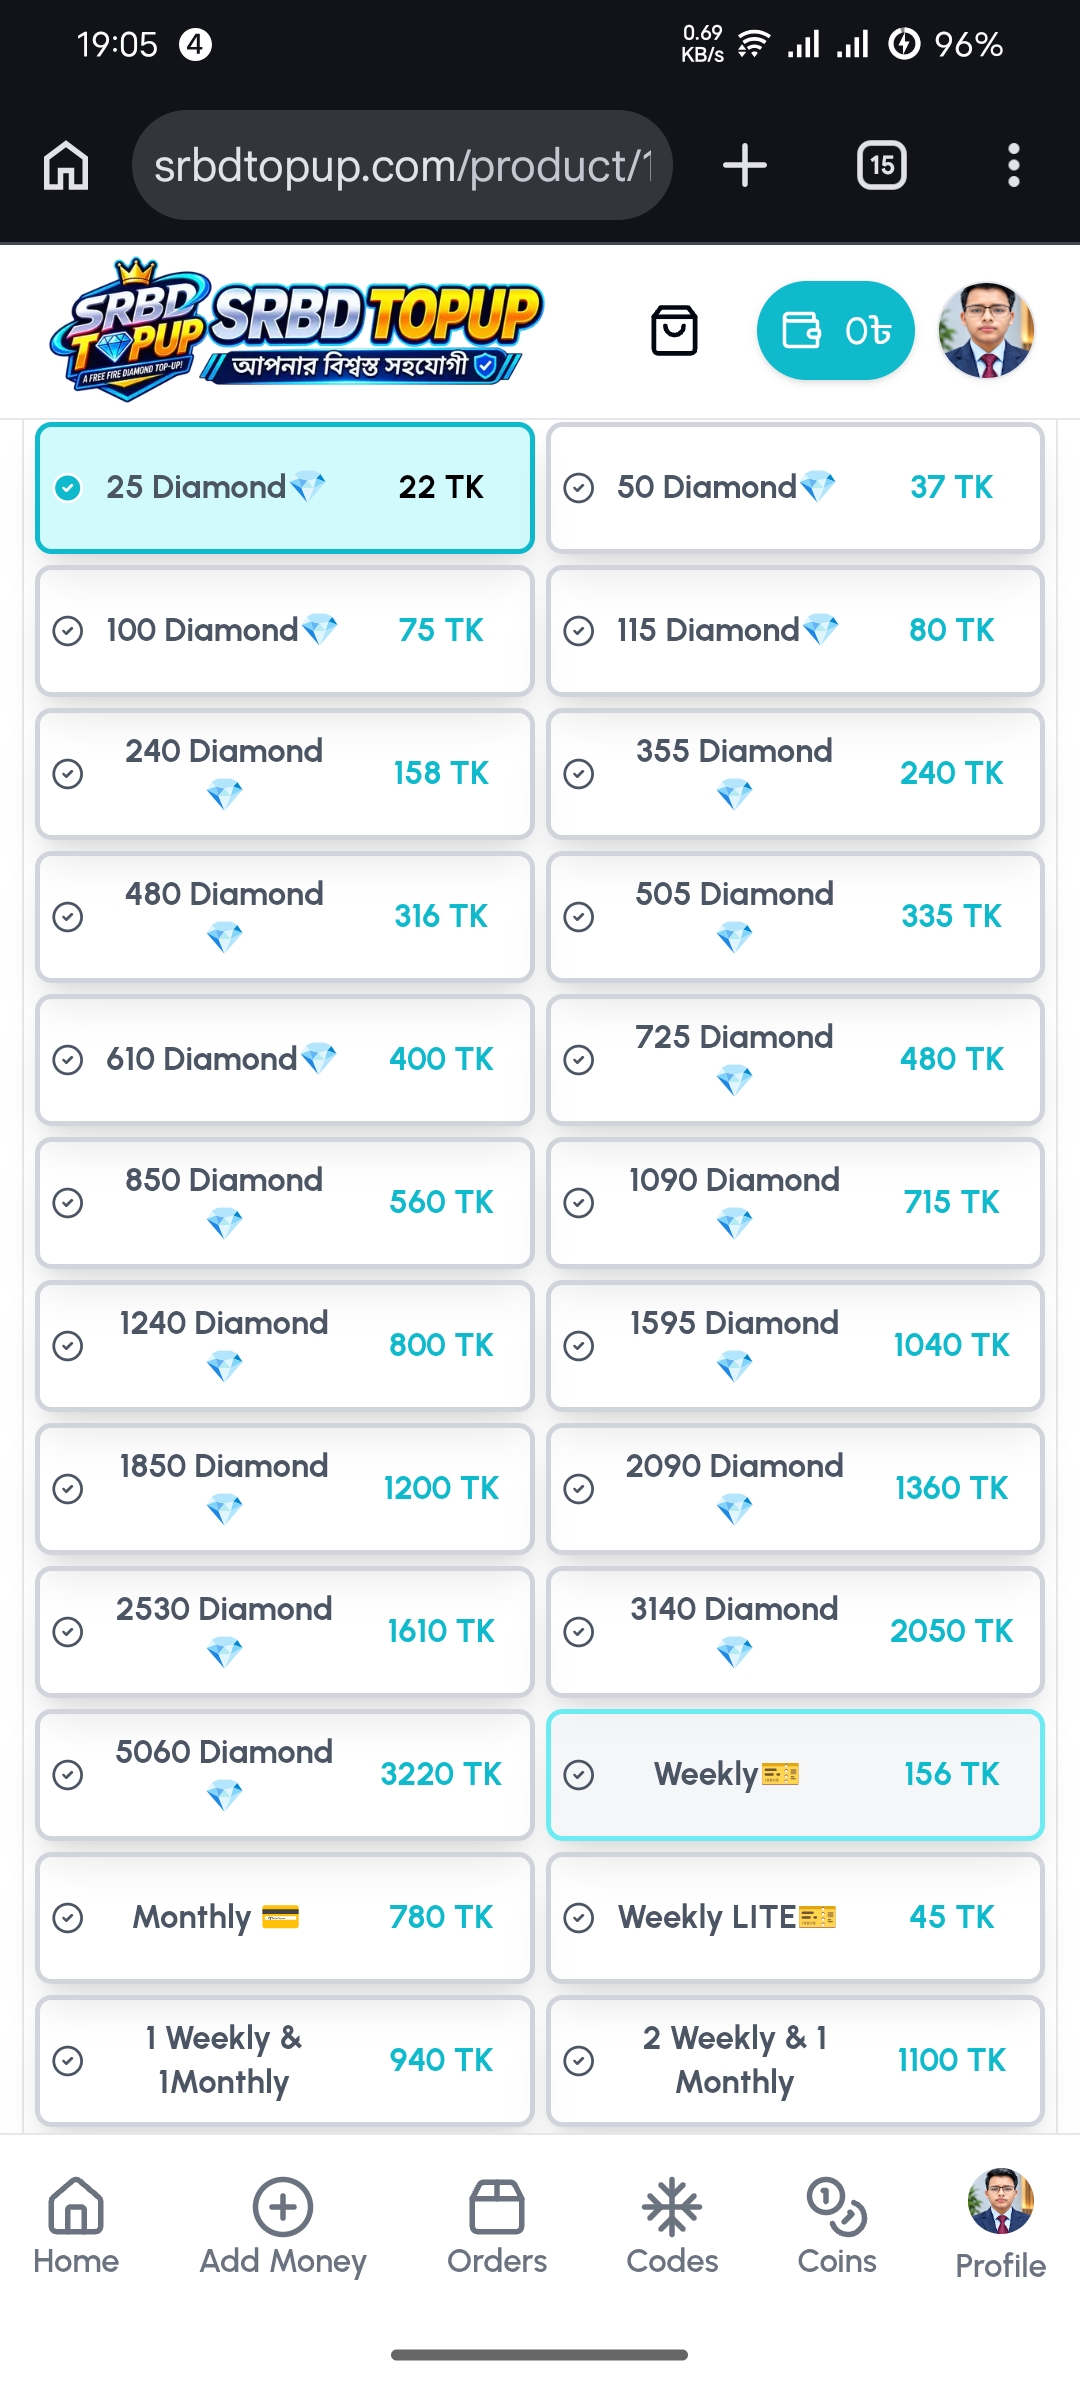 19:05 4 0.69 KB/s 96%
srbdtopup.com/product/1
15
SRBD TOPUP
A FREE FIRE DIAMOND TOP-UP!
SRBD TOPUP
আপনার বিশ্বস্ত সহযোগী
0৳
25 Diamond💎 22 TK
50 Diamond💎 37 TK
100 Diamond💎 75 TK
115 Diamond💎 80 TK
240 Diamond💎 158 TK
355 Diamond💎 240 TK
480 Diamond💎 316 TK
505 Diamond💎 335 TK
610 Diamond💎 400 TK
725 Diamond💎 480 TK
850 Diamond💎 560 TK
1090 Diamond💎 715 TK
1240 Diamond💎 800 TK
1595 Diamond💎 1040 TK
1850 Diamond💎 1200 TK
2090 Diamond💎 1360 TK
2530 Diamond💎 1610 TK
3140 Diamond💎 2050 TK
5060 Diamond💎 3220 TK
Weekly🎫 156 TK
Monthly 💳 780 TK
Weekly LITE🎫 45 TK
1 Weekly &
1Monthly
940 TK
2 Weekly & 1
Monthly
1100 TK
Home
Add Money
Orders
Codes
Coins
Profile